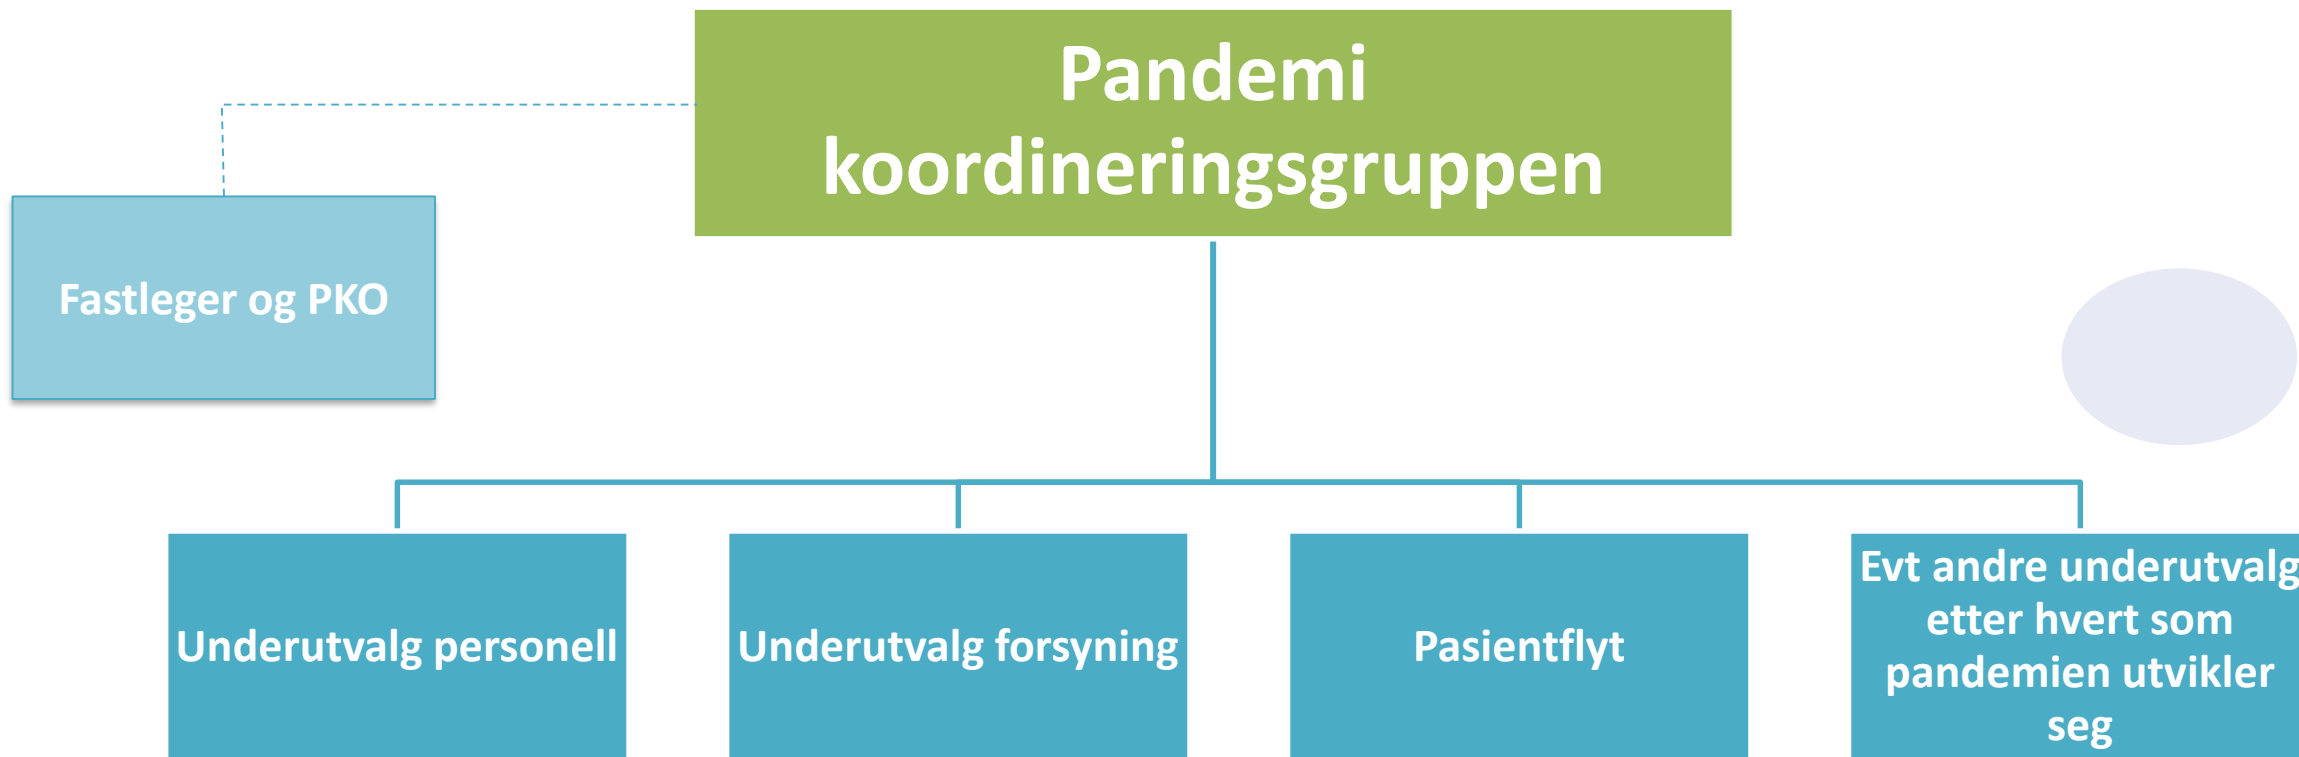 Pandemi
koordineringsgruppen
Fastleger og PKO
Underutvalg personell
Underutvalg forsyning
Pasientflyt
Evt andre underutvalg
etter hvert som
pandemien utvikler
seg